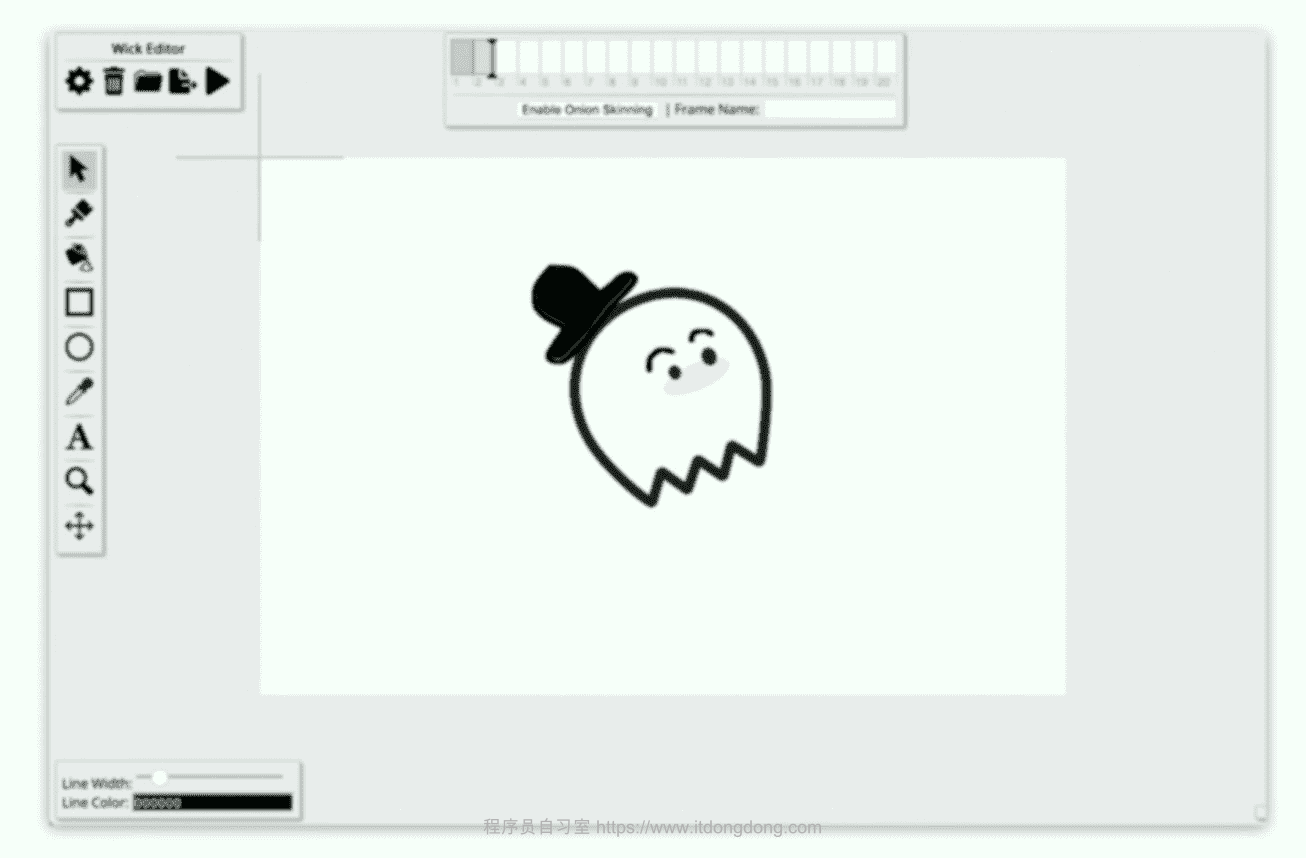 Wick Editor
1 2 3 4 5 6 7 8 9 10 11 12 13 14 15 16 17 18 19 20
Enable Onion Skinning | Frame Name:
A
Line Width:
Line Color: 000000
程序员自习室 https://www.itdongdong.com